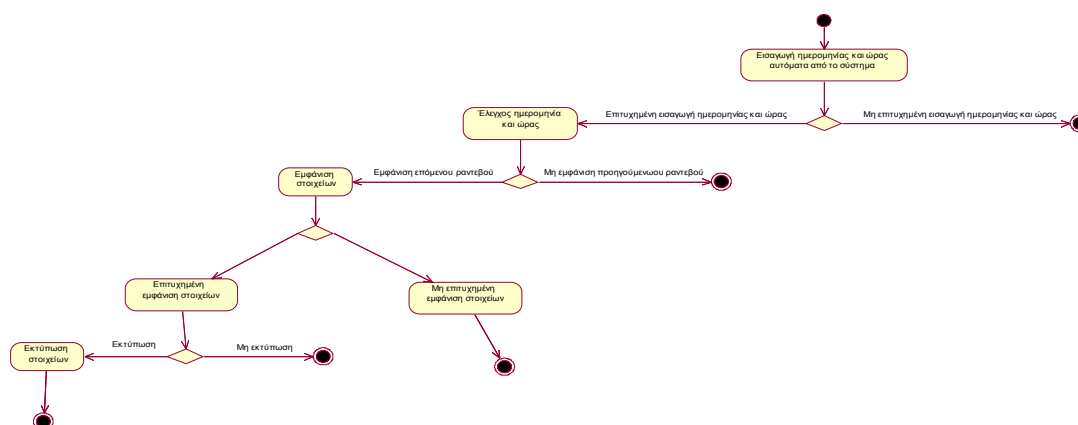 Εισαγωγή ημερομηνίας και ώρας
αυτόματα από το σύστημα
Έλεγχος ημερομηνία
και ώρας
Επιτυχημένη εισαγωγή ημερομηνίας και ώρας
Μη επιτυχημένη εισαγωγή ημερομηνίας και ώρας
Εμφάνιση
στοιχείων
Εμφάνιση επόμενου ραντεβού
Μη εμφάνιση προηγούμενωου ραντεβού
Επιτυχημένη
εμφάνιση στοιχείων
Μη επιτυχημένη
εμφάνιση στοιχείων
Εκτύπωση
στοιχείων
Εκτύπωση
Μη εκτύπωση